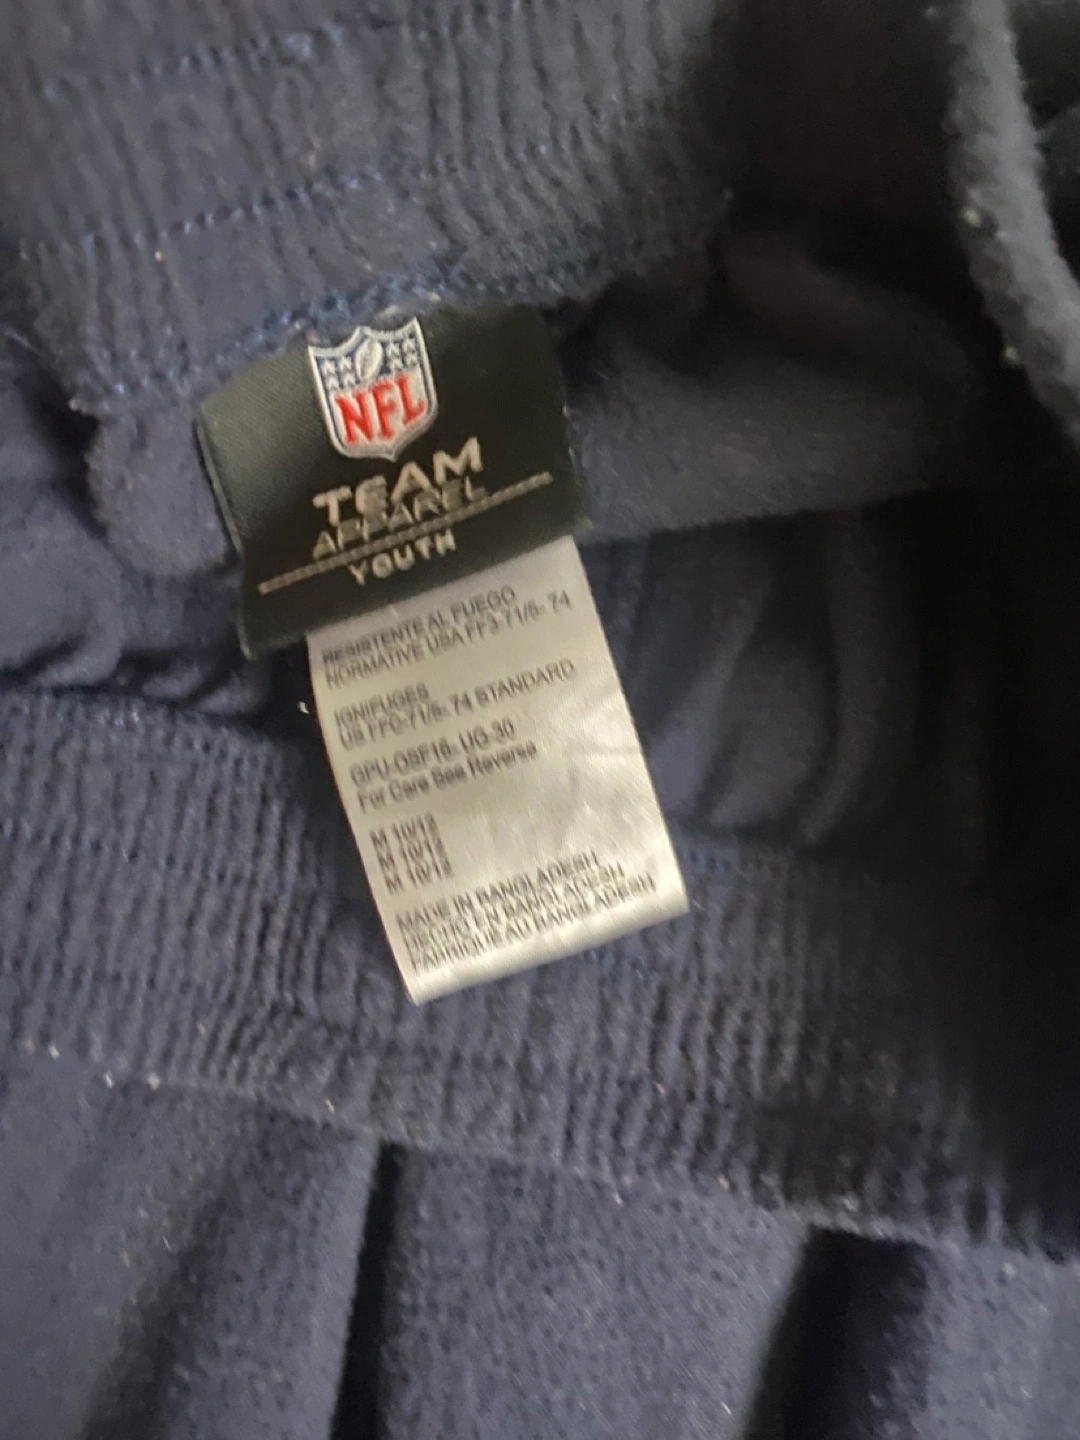 NFL
TEAM
APPAREL
YOUTH
RESISTENTE AL FUEGO
NORMATIVE USA FF3-71/6- 74
IGNIFUGES
US FFC-71/6- 74 STANDARD
GPU-OSF16- UG-30
For Care See Reverse
M 10/12
M 10/12
M 10/12
MADE IN BANGLADESH
HECHO EN BANGLADESH
FABRIQUE AU BANGLADESH